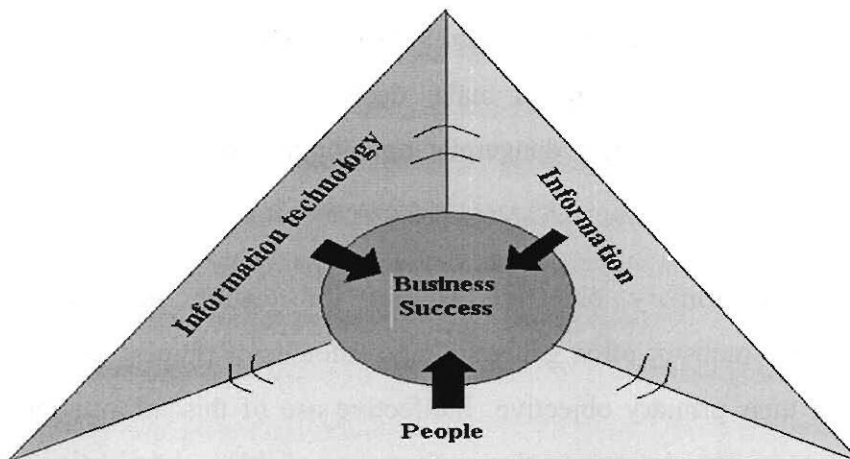 Information technology
Information
Business
Success
People